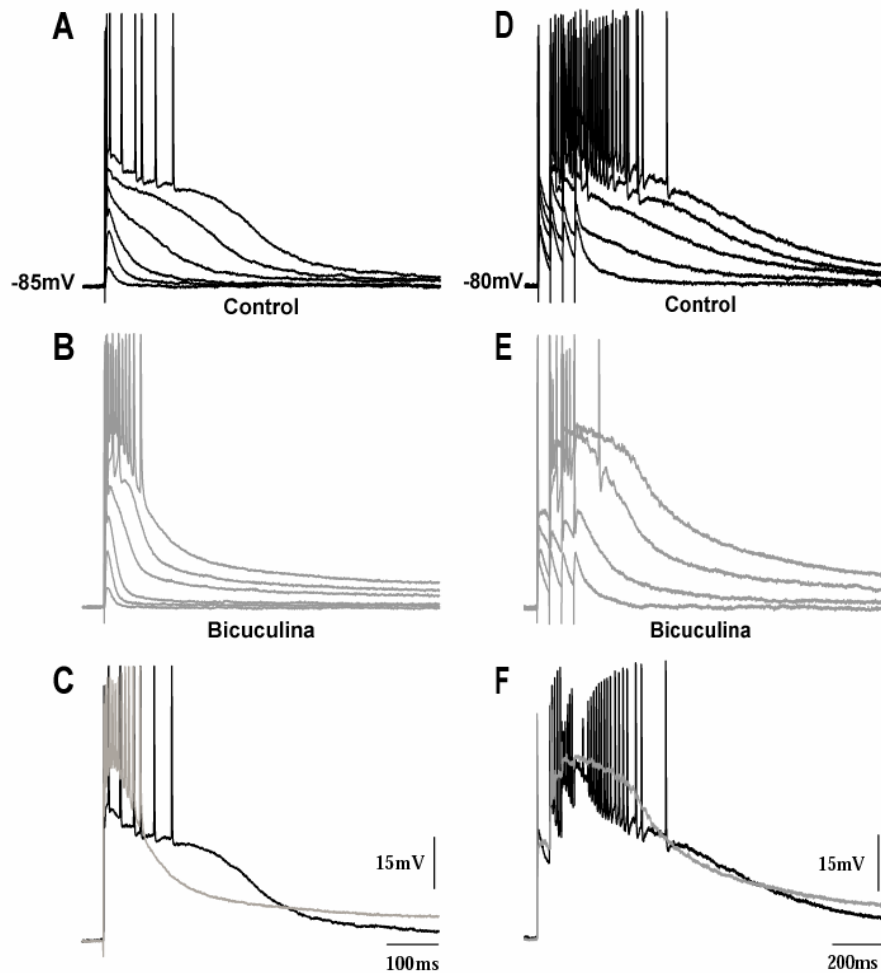 A
D
-85mV
Control
-80mV
Control
B
E
Bicuculina
Bicuculina
C
F
15mV
100ms
15mV
200ms